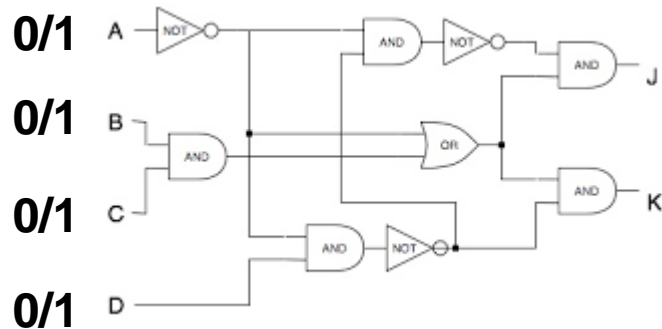 0/1 A NOT AND NOT AND J
0/1 B
AND OR
0/1 C AND K
AND NOT
0/1 D